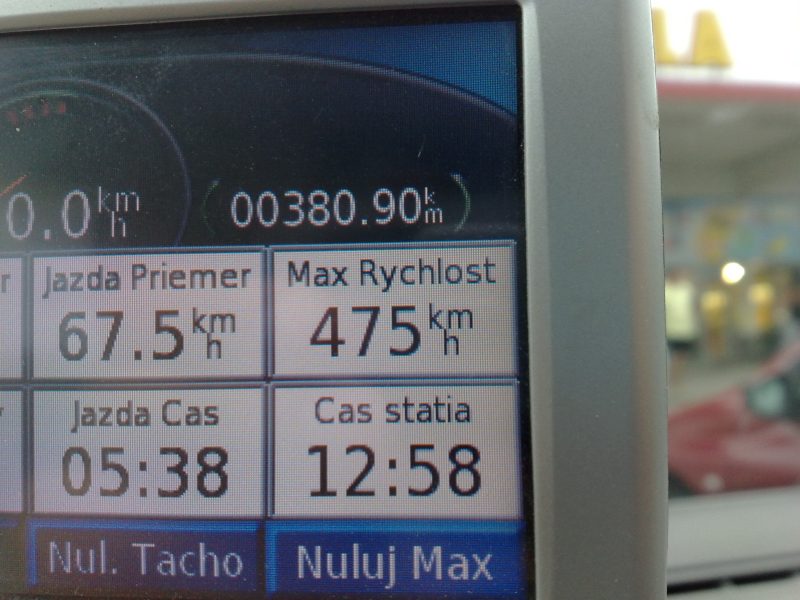 LA
0.0 km/h
00380.90 km
Jazda Priemer
Max Rychlost
67.5 km/h
475 km/h
Jazda Cas
Cas statia
05:38
12:58
Nul. Tacho
Nuluj Max